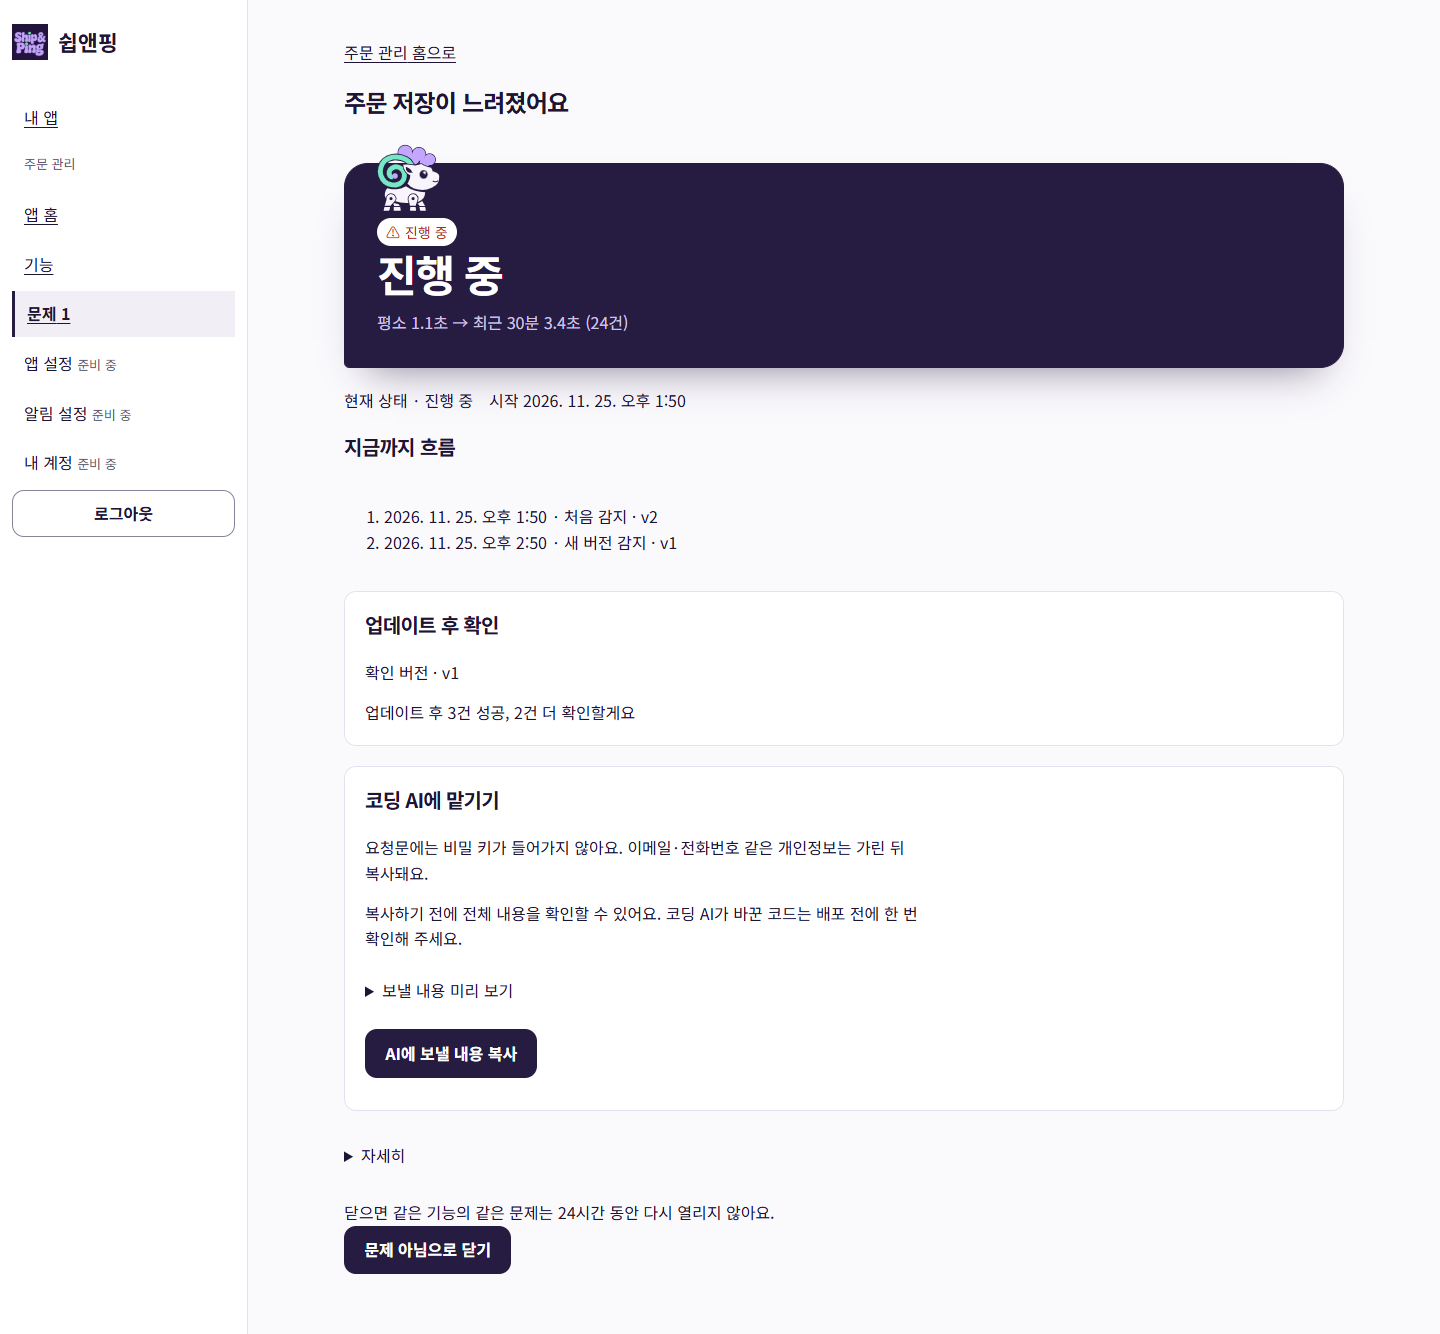 Ship&
Ping
쉽앤핑
내 앱
주문 관리
앱 홈
기능
문제 1
앱 설정 준비 중
알림 설정 준비 중
내 계정 준비 중
로그아웃
주문 관리 홈으로
주문 저장이 느려졌어요
진행 중
진행 중
평소 1.1초 → 최근 30분 3.4초 (24건)
현재 상태 · 진행 중 시작 2026. 11. 25. 오후 1:50
지금까지 흐름
1. 2026. 11. 25. 오후 1:50 · 처음 감지 · v2
2. 2026. 11. 25. 오후 2:50 · 새 버전 감지 · v1
업데이트 후 확인
확인 버전 · v1
업데이트 후 3건 성공, 2건 더 확인할게요
코딩 AI에 맡기기
요청문에는 비밀 키가 들어가지 않아요. 이메일·전화번호 같은 개인정보는 가린 뒤
복사돼요.
복사하기 전에 전체 내용을 확인할 수 있어요. 코딩 AI가 바꾼 코드는 배포 전에 한 번
확인해 주세요.
▶ 보낼 내용 미리 보기
AI에 보낼 내용 복사
▶ 자세히
닫으면 같은 기능의 같은 문제는 24시간 동안 다시 열리지 않아요.
문제 아님으로 닫기